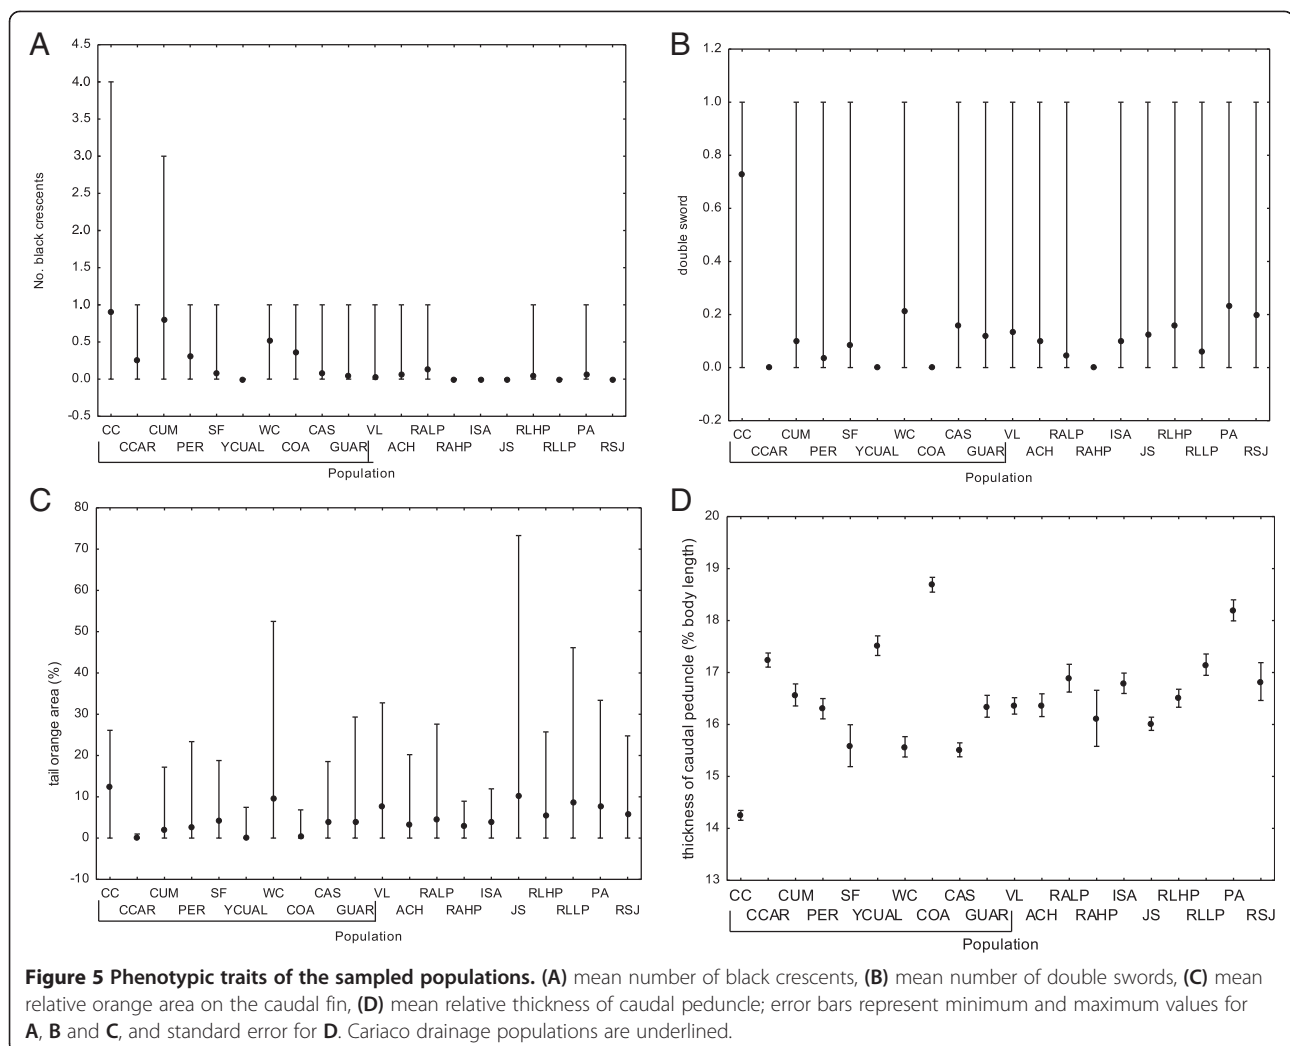 A
4.5
4.0
3.5
3.0
2.5
2.0
1.5
1.0
0.5
0.0
-0.5
No. black crescents
CC CUM SF WC CAS VL RALP ISA RLHP PA
CCAR PER YCUAL COA GUAR ACH RAHP JS RLLP RSJ
Population
B
1.2
1.0
0.8
0.6
0.4
0.2
0.0
-0.2
double sword
CC CUM SF WC CAS VL RALP ISA RLHP PA
CCAR PER YCUAL COA GUAR ACH RAHP JS RLLP RSJ
Population
C
80
70
60
50
40
30
20
10
0
-10
tail orange area (%)
CC CUM SF WC CAS VL RALP ISA RLHP PA
CCAR PER YCUAL COA GUAR ACH RAHP JS RLLP RSJ
Population
D
20
19
18
17
16
15
14
13
thickness of caudal peduncle (% body length)
CC CUM SF WC CAS VL RALP ISA RLHP PA
CCAR PER YCUAL COA GUAR ACH RAHP JS RLLP RSJ
Population
Figure 5 Phenotypic traits of the sampled populations. (A) mean number of black crescents, (B) mean number of double swords, (C) mean
relative orange area on the caudal fin, (D) mean relative thickness of caudal peduncle; error bars represent minimum and maximum values for
A, B and C, and standard error for D. Cariaco drainage populations are underlined.